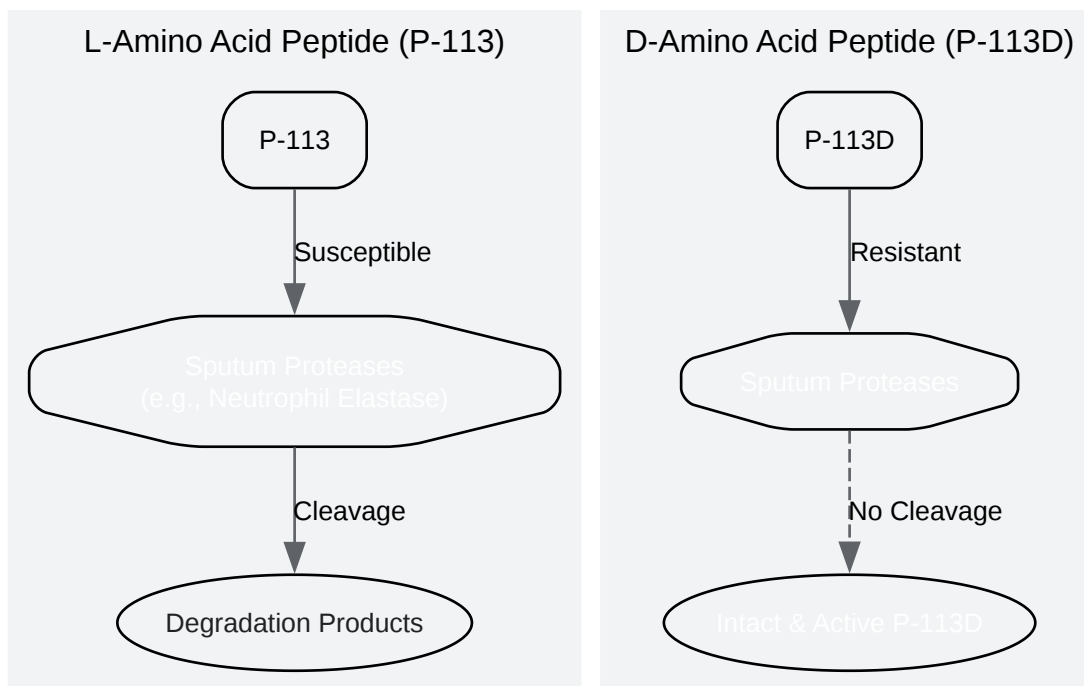 L-Amino Acid Peptide (P-113)
P-113
Susceptible
Sputum Proteases
(e.g., Neutrophil Elastase)
Cleavage
Degradation Products
D-Amino Acid Peptide (P-113D)
P-113D
Resistant
Sputum Proteases
No Cleavage
Intact & Active P-113D